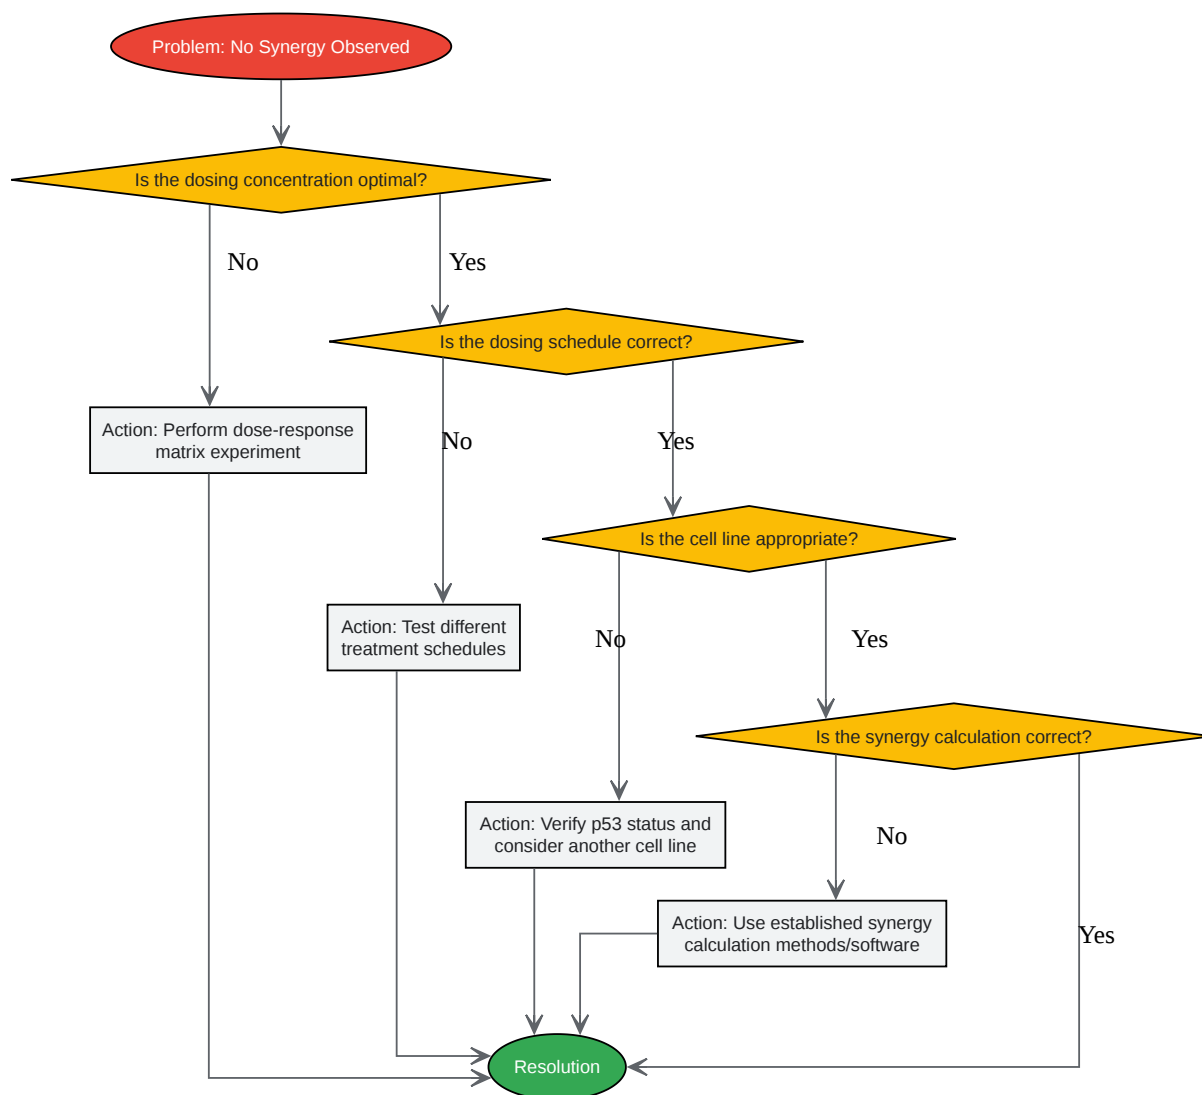 Problem: No Synergy Observed
Is the dosing concentration optimal?
No
Yes
Is the dosing schedule correct?
Action: Perform dose-response
matrix experiment
No
Yes
Is the cell line appropriate?
Action: Test different
treatment schedules
No
Yes
Is the synergy calculation correct?
Action: Verify p53 status and
consider another cell line
No
Action: Use established synergy
calculation methods/software
Yes
Resolution